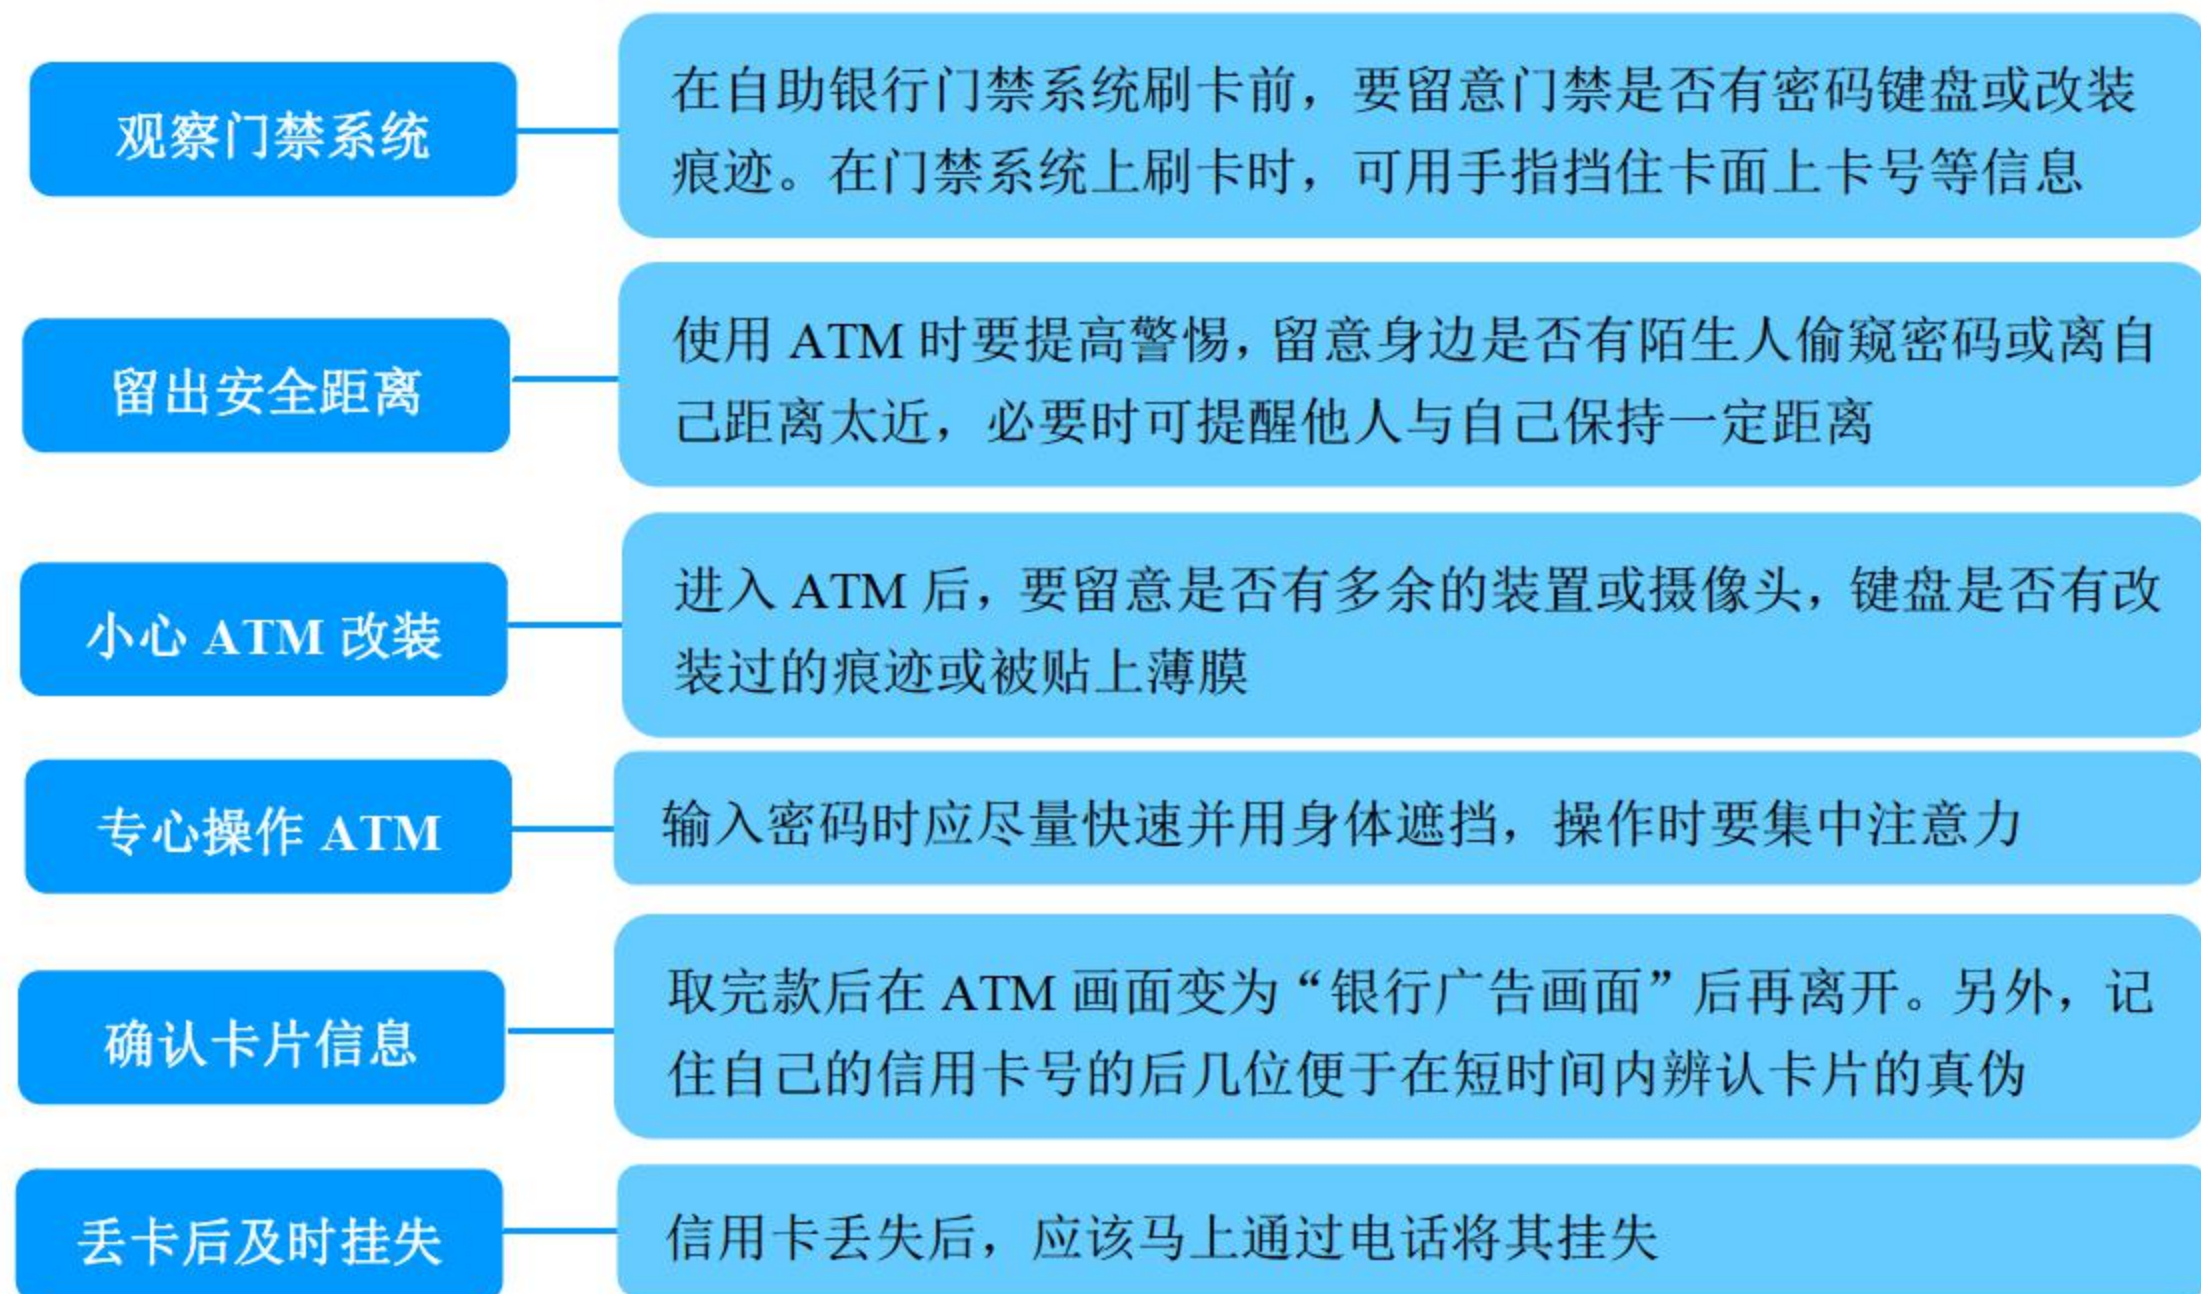 观察门禁系统
在自助银行门禁系统刷卡前，要留意门禁是否有密码键盘或改装
痕迹。在门禁系统上刷卡时，可用手指挡住卡面上卡号等信息
留出安全距离
使用 ATM 时要提高警惕，留意身边是否有陌生人偷窥密码或离自
己距离太近，必要时可提醒他人与自己保持一定距离
小心 ATM 改装
进入 ATM 后，要留意是否有多余的装置或摄像头，键盘是否有改
装过的痕迹或被贴上薄膜
专心操作 ATM
输入密码时应尽量快速并用身体遮挡，操作时要集中注意力
确认卡片信息
取完款后在 ATM 画面变为“银行广告画面”后再离开。另外，记
住自己的信用卡号的后几位便于在短时间内辨认卡片的真伪
丢卡后及时挂失
信用卡丢失后，应该马上通过电话将其挂失